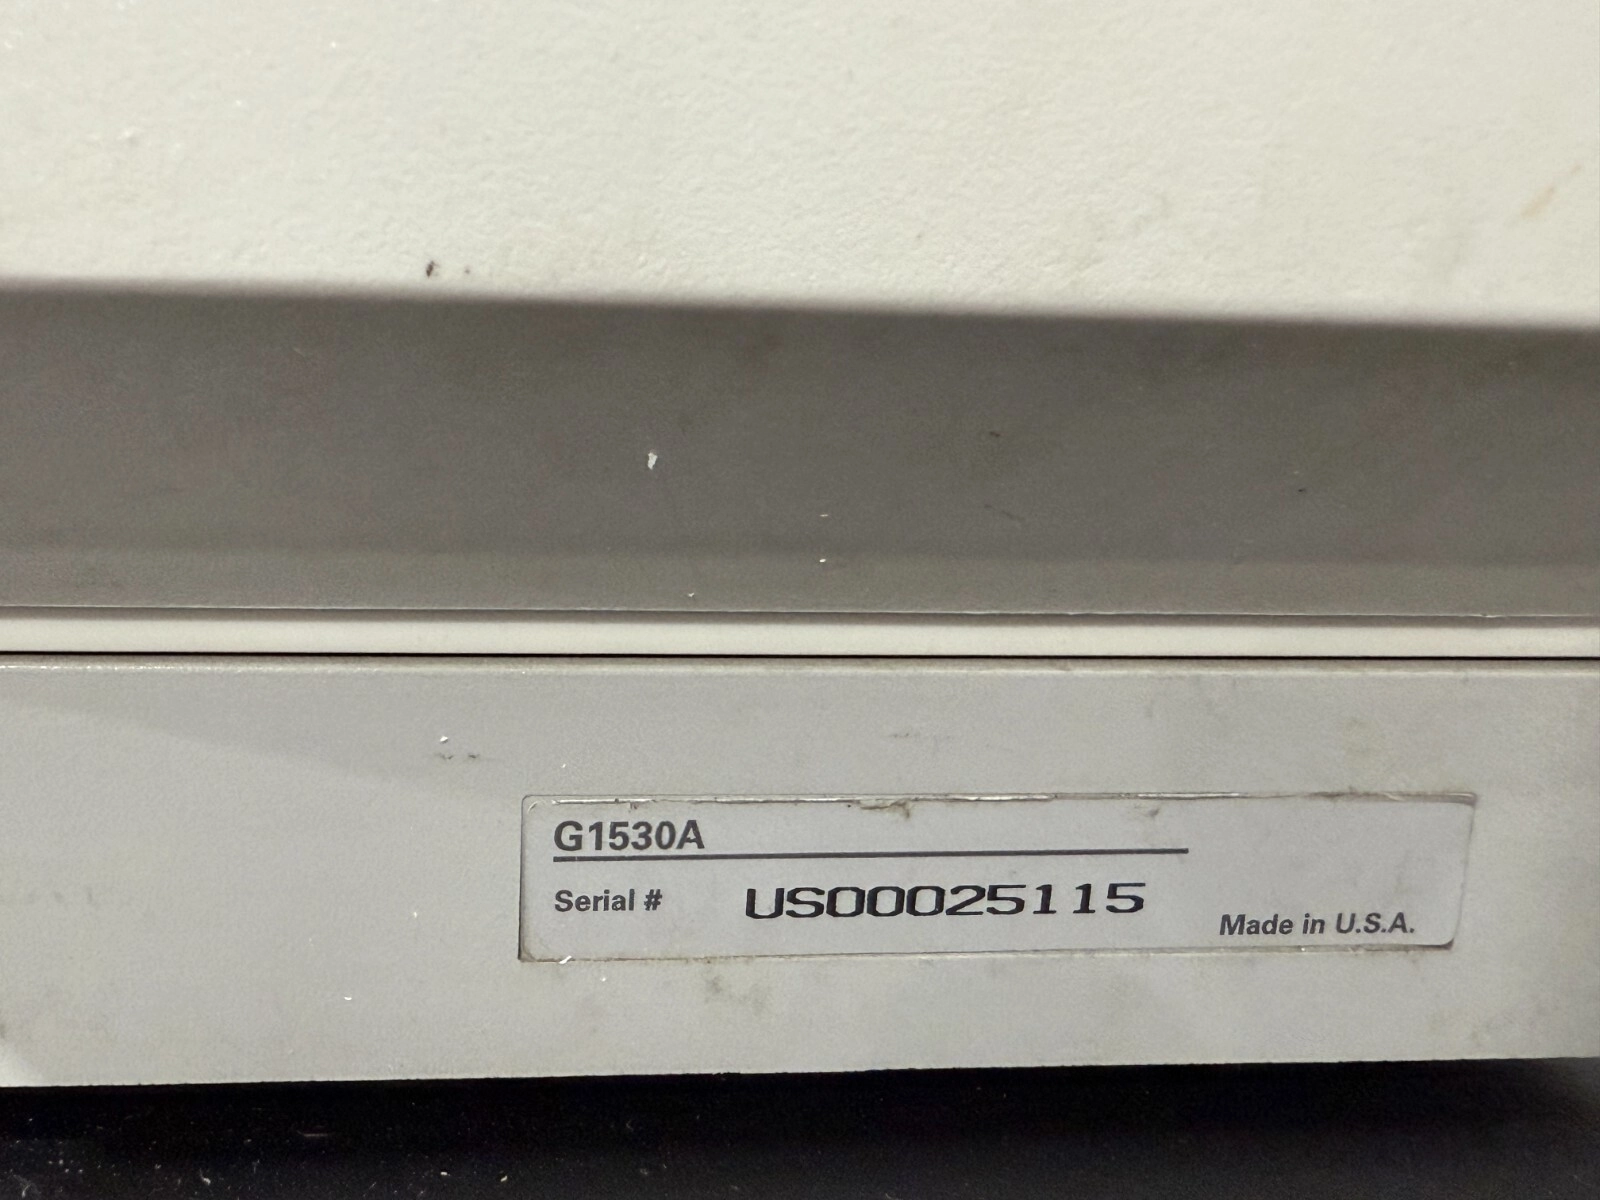 G1530A
Serial # US00025115
Made in U.S.A.